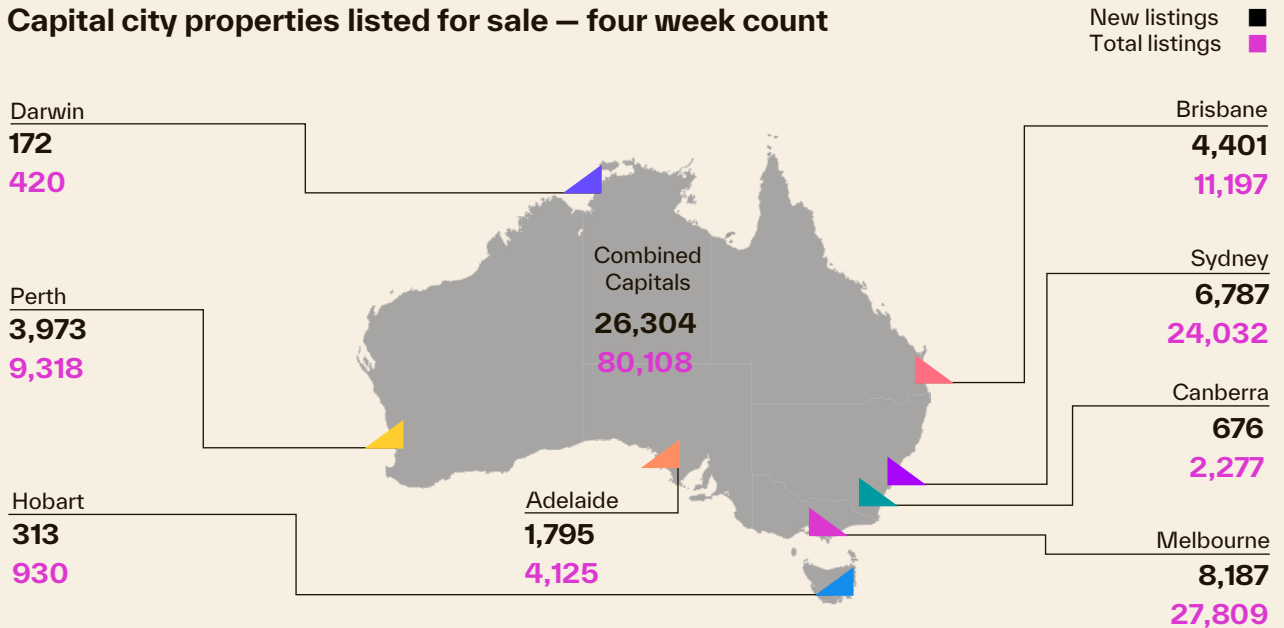 Capital city properties listed for sale — four week count
New listings
Total listings
Darwin
172
420
Perth
3,973
9,318
Hobart
313
930
Combined
Capitals
26,304
80,108
Adelaide
1,795
4,125
Brisbane
4,401
11,197
Sydney
6,787
24,032
Canberra
676
2,277
Melbourne
8,187
27,809